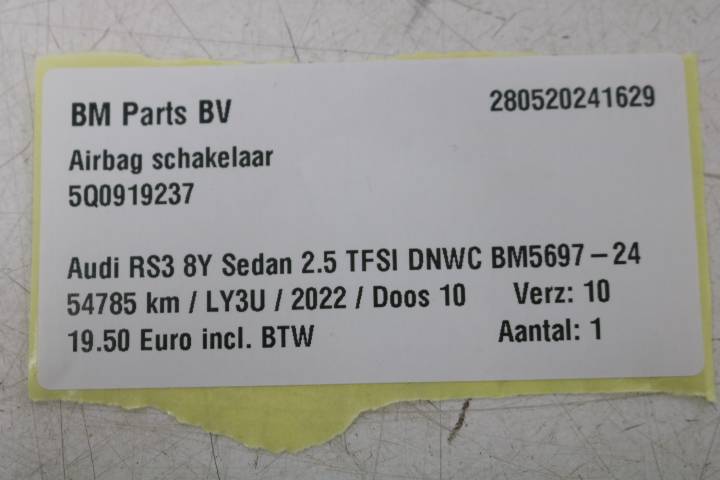 BM Parts BV 280520241629
Airbag schakelaar
5Q0919237
Audi RS3 8Y Sedan 2.5 TFSI DNWC BM5697-24
54785 km / LY3U / 2022 / Doos 10 Verz: 10
19.50 Euro incl. BTW Aantal: 1